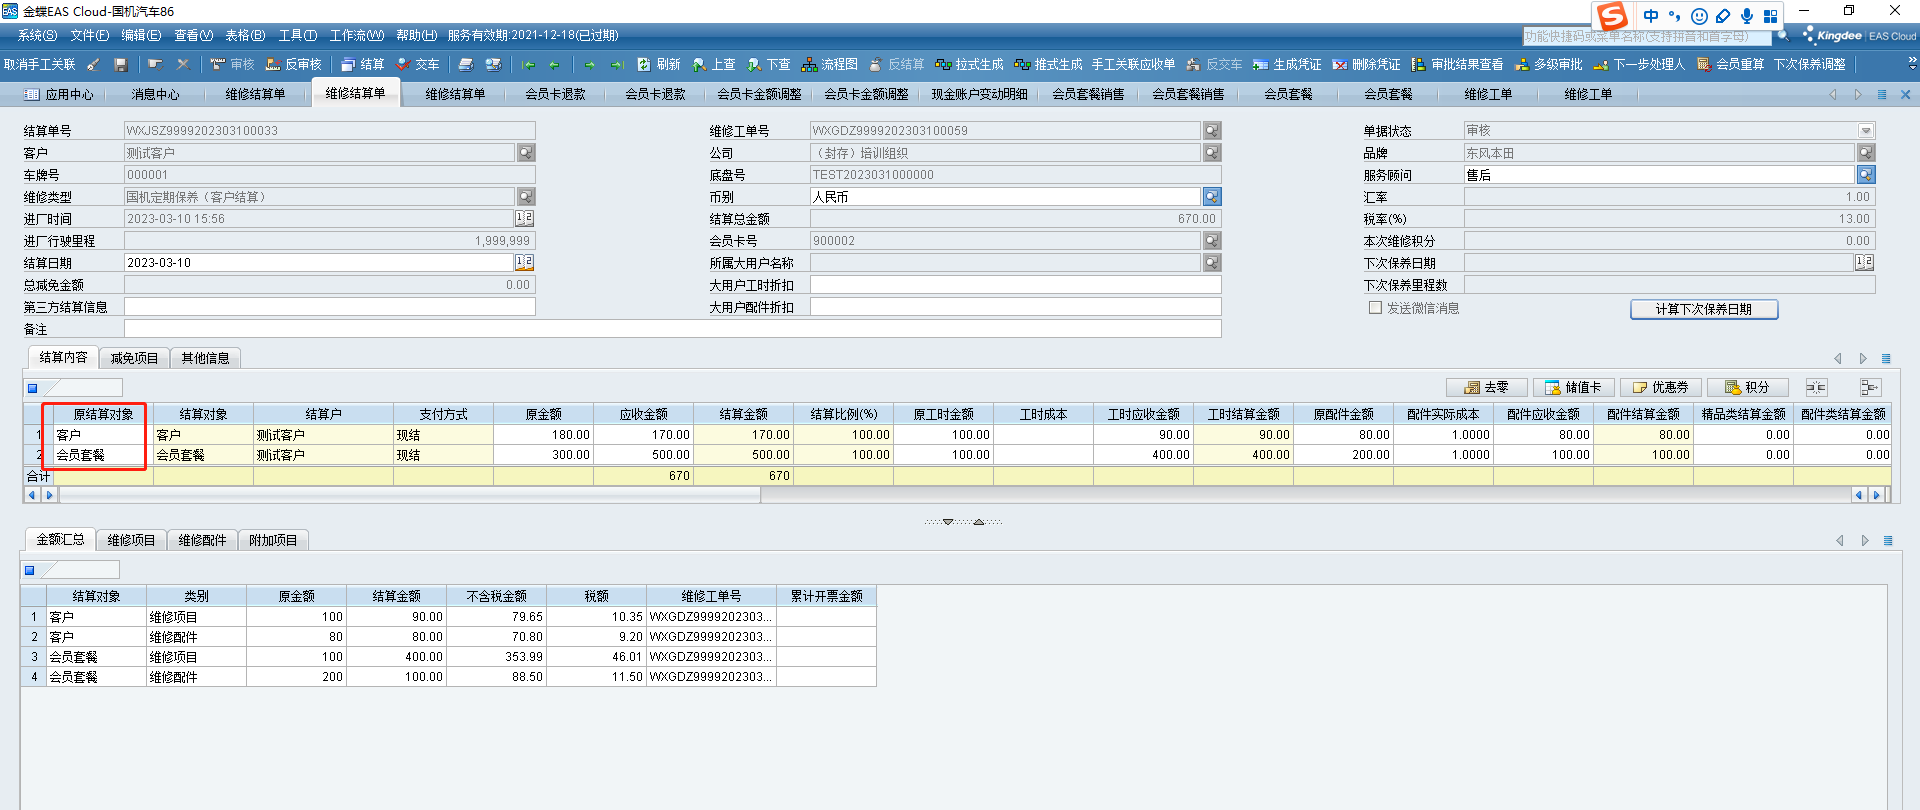 金蝶EAS Cloud-国机汽车86
中
系统(S) 文件(F) 编辑(E) 查看(V) 表格(B) 工具(T) 工作流(W) 帮助(H) 服务有效期:2021-12-18(已过期)
功能快捷码或菜单名称(支持拼音和首字母)
Kingdee EAS Cloud
取消手工关联 审核 反审核 结算 交车 刷新 上查 下查 流程图 反结算 拉式生成 推式生成 手工关联应收单 反交车 生成凭证 删除凭证 审批结果查看 多级审批 下一步处理人 会员重算 下次保养调整
应用中心 消息中心 维修结算单 维修结算单 维修结算单 会员卡退款 会员卡退款 会员卡金额调整 会员卡金额调整 现金账户变动明细 会员套餐销售 会员套餐销售 会员套餐 会员套餐 维修工单 维修工单
结算单号 WXJSZ9999202303100033 维修工单号 WXGDZ9999202303100059 单据状态 审核
客户 测试客户 公司 （封存）培训组织 品牌 东风本田
车牌号 000001 底盘号 TEST2023031000000 服务顾问 售后
维修类型 国机定期保养（客户结算） 币别 人民币 汇率 1.00
进厂时间 2023-03-10 15:56 结算总金额 670.00 税率(%) 13.00
进厂行驶里程 1,999,999 会员卡号 900002 本次维修积分 0.00
结算日期 2023-03-10 所属大用户名称 下次保养日期
总减免金额 0.00 大用户工时折扣 下次保养里程数
第三方结算信息 大用户配件折扣 发送微信消息 计算下次保养日期
备注
结算内容 减免项目 其他信息
去零 储值卡 优惠券 积分
原结算对象 结算对象 结算户 支付方式 原金额 应收金额 结算金额 结算比例(%) 原工时金额 工时成本 工时应收金额 工时结算金额 原配件金额 配件实际成本 配件应收金额 配件结算金额 精品类结算金额 配件类结算金额
1 客户 客户 测试客户 现结 180.00 170.00 170.00 100.00 100.00 90.00 90.00 80.00 1.0000 80.00 80.00 0.00 0.00
2 会员套餐 会员套餐 测试客户 现结 300.00 500.00 500.00 100.00 100.00 400.00 400.00 200.00 1.0000 100.00 100.00 0.00 0.00
合计 670 670
金额汇总 维修项目 维修配件 附加项目
结算对象 类别 原金额 结算金额 不含税金额 税额 维修工单号 累计开票金额
1 客户 维修项目 100 90.00 79.65 10.35 WXGDZ9999202303...
2 客户 维修配件 80 80.00 70.80 9.20 WXGDZ9999202303...
3 会员套餐 维修项目 100 400.00 353.99 46.01 WXGDZ9999202303...
4 会员套餐 维修配件 200 100.00 88.50 11.50 WXGDZ9999202303...